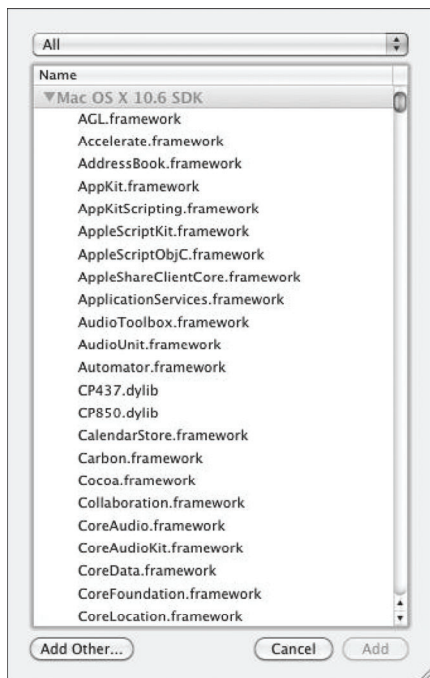 All
Name
Mac OS X 10.6 SDK
AGL.framework
Accelerate.framework
AddressBook.framework
AppKit.framework
AppKitScripting.framework
AppleScriptKit.framework
AppleScriptObjC.framework
AppleShareClientCore.framework
ApplicationServices.framework
AudioToolbox.framework
AudioUnit.framework
Automator.framework
CP437.dylib
CP850.dylib
CalendarStore.framework
Carbon.framework
Cocoa.framework
Collaboration.framework
CoreAudio.framework
CoreAudioKit.framework
CoreData.framework
CoreFoundation.framework
CoreLocation.framework
Add Other... Cancel Add